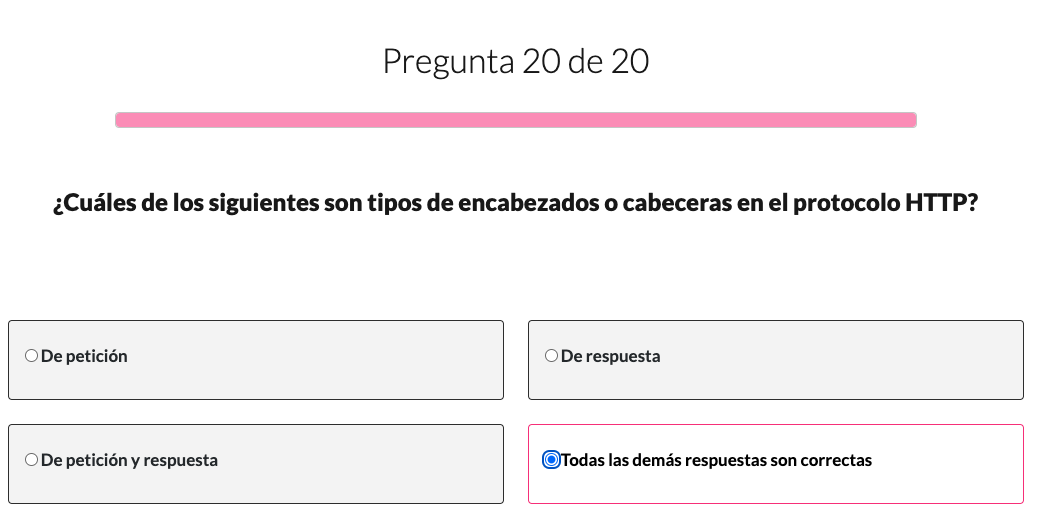 Pregunta 20 de 20
¿Cuáles de los siguientes son tipos de encabezados o cabeceras en el protocolo HTTP?
De petición
De respuesta
De petición y respuesta
Todas las demás respuestas son correctas